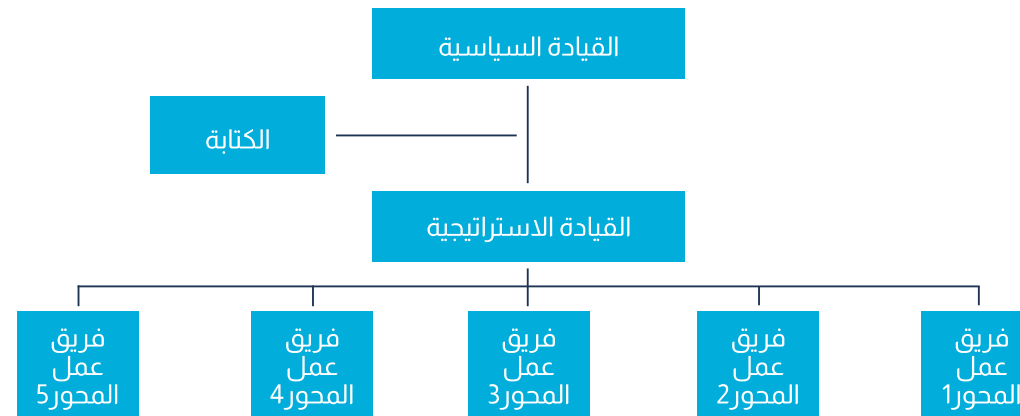 القيادة السياسية
الكتابة
القيادة الاستراتيجية
فريق
عمل
المحور1
فريق
عمل
المحور2
فريق
عمل
المحور3
فريق
عمل
المحور4
فريق
عمل
المحور5